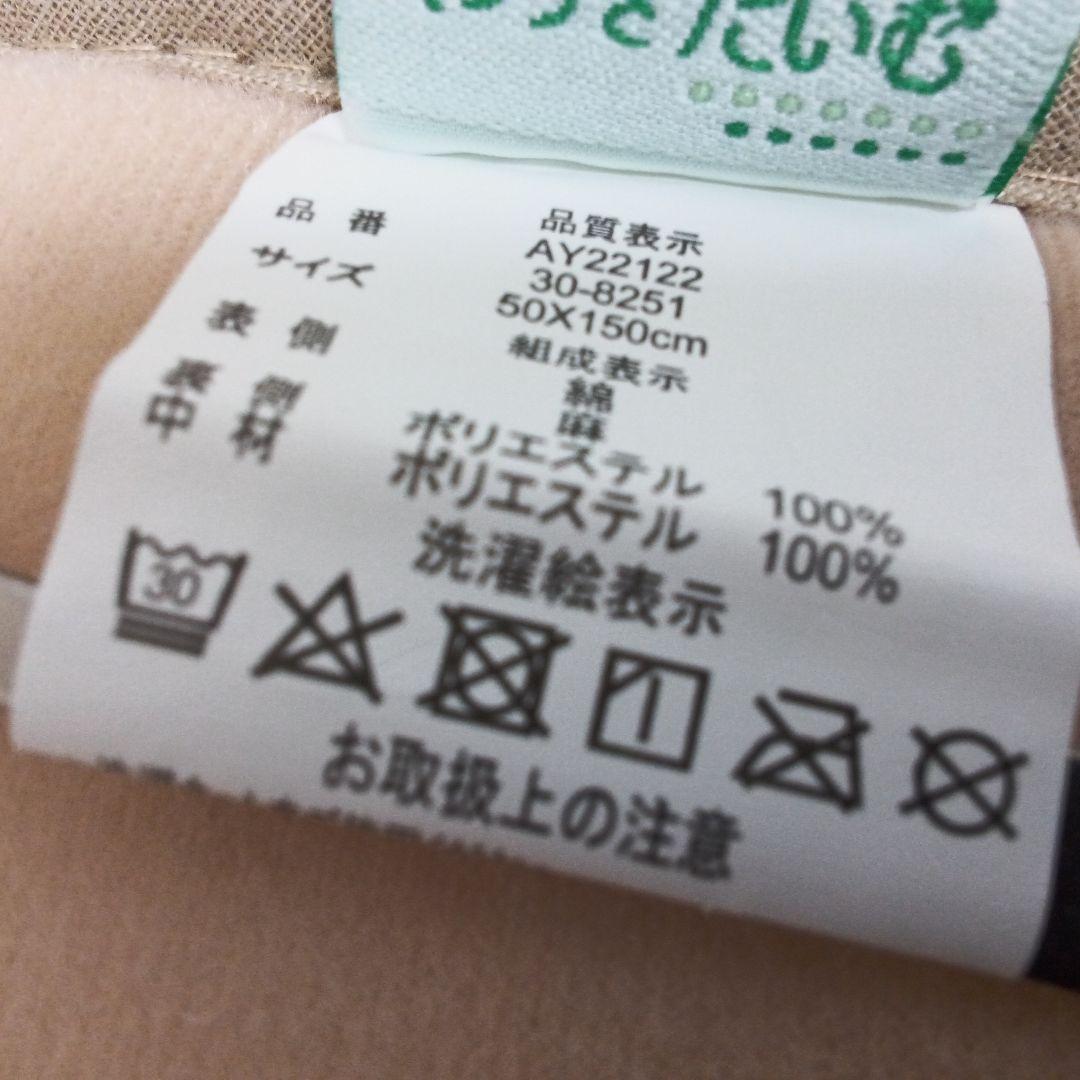 品質表示
品番 AY22122
30-8251
サイズ 50X150cm
組成表示
表側 綿
麻
裏側 ポリエステル 100%
中材 ポリエステル 100%
洗濯絵表示
30
お取扱上の注意